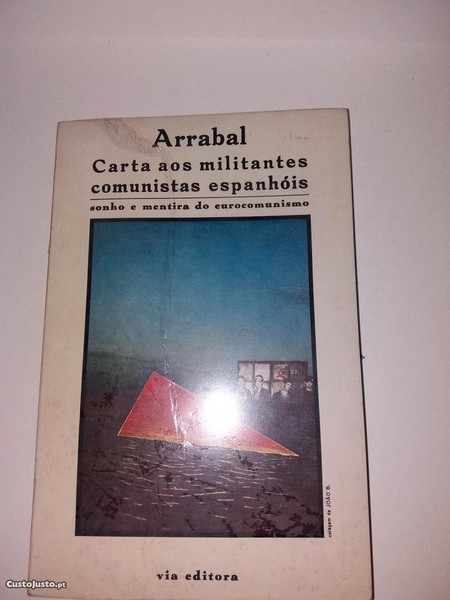 Arrabal
Carta aos militantes
comunistas espanhóis
sonho e mentira do eurocomunismo
colagem de JOÃO B.
via editora
CustoJusto.pt